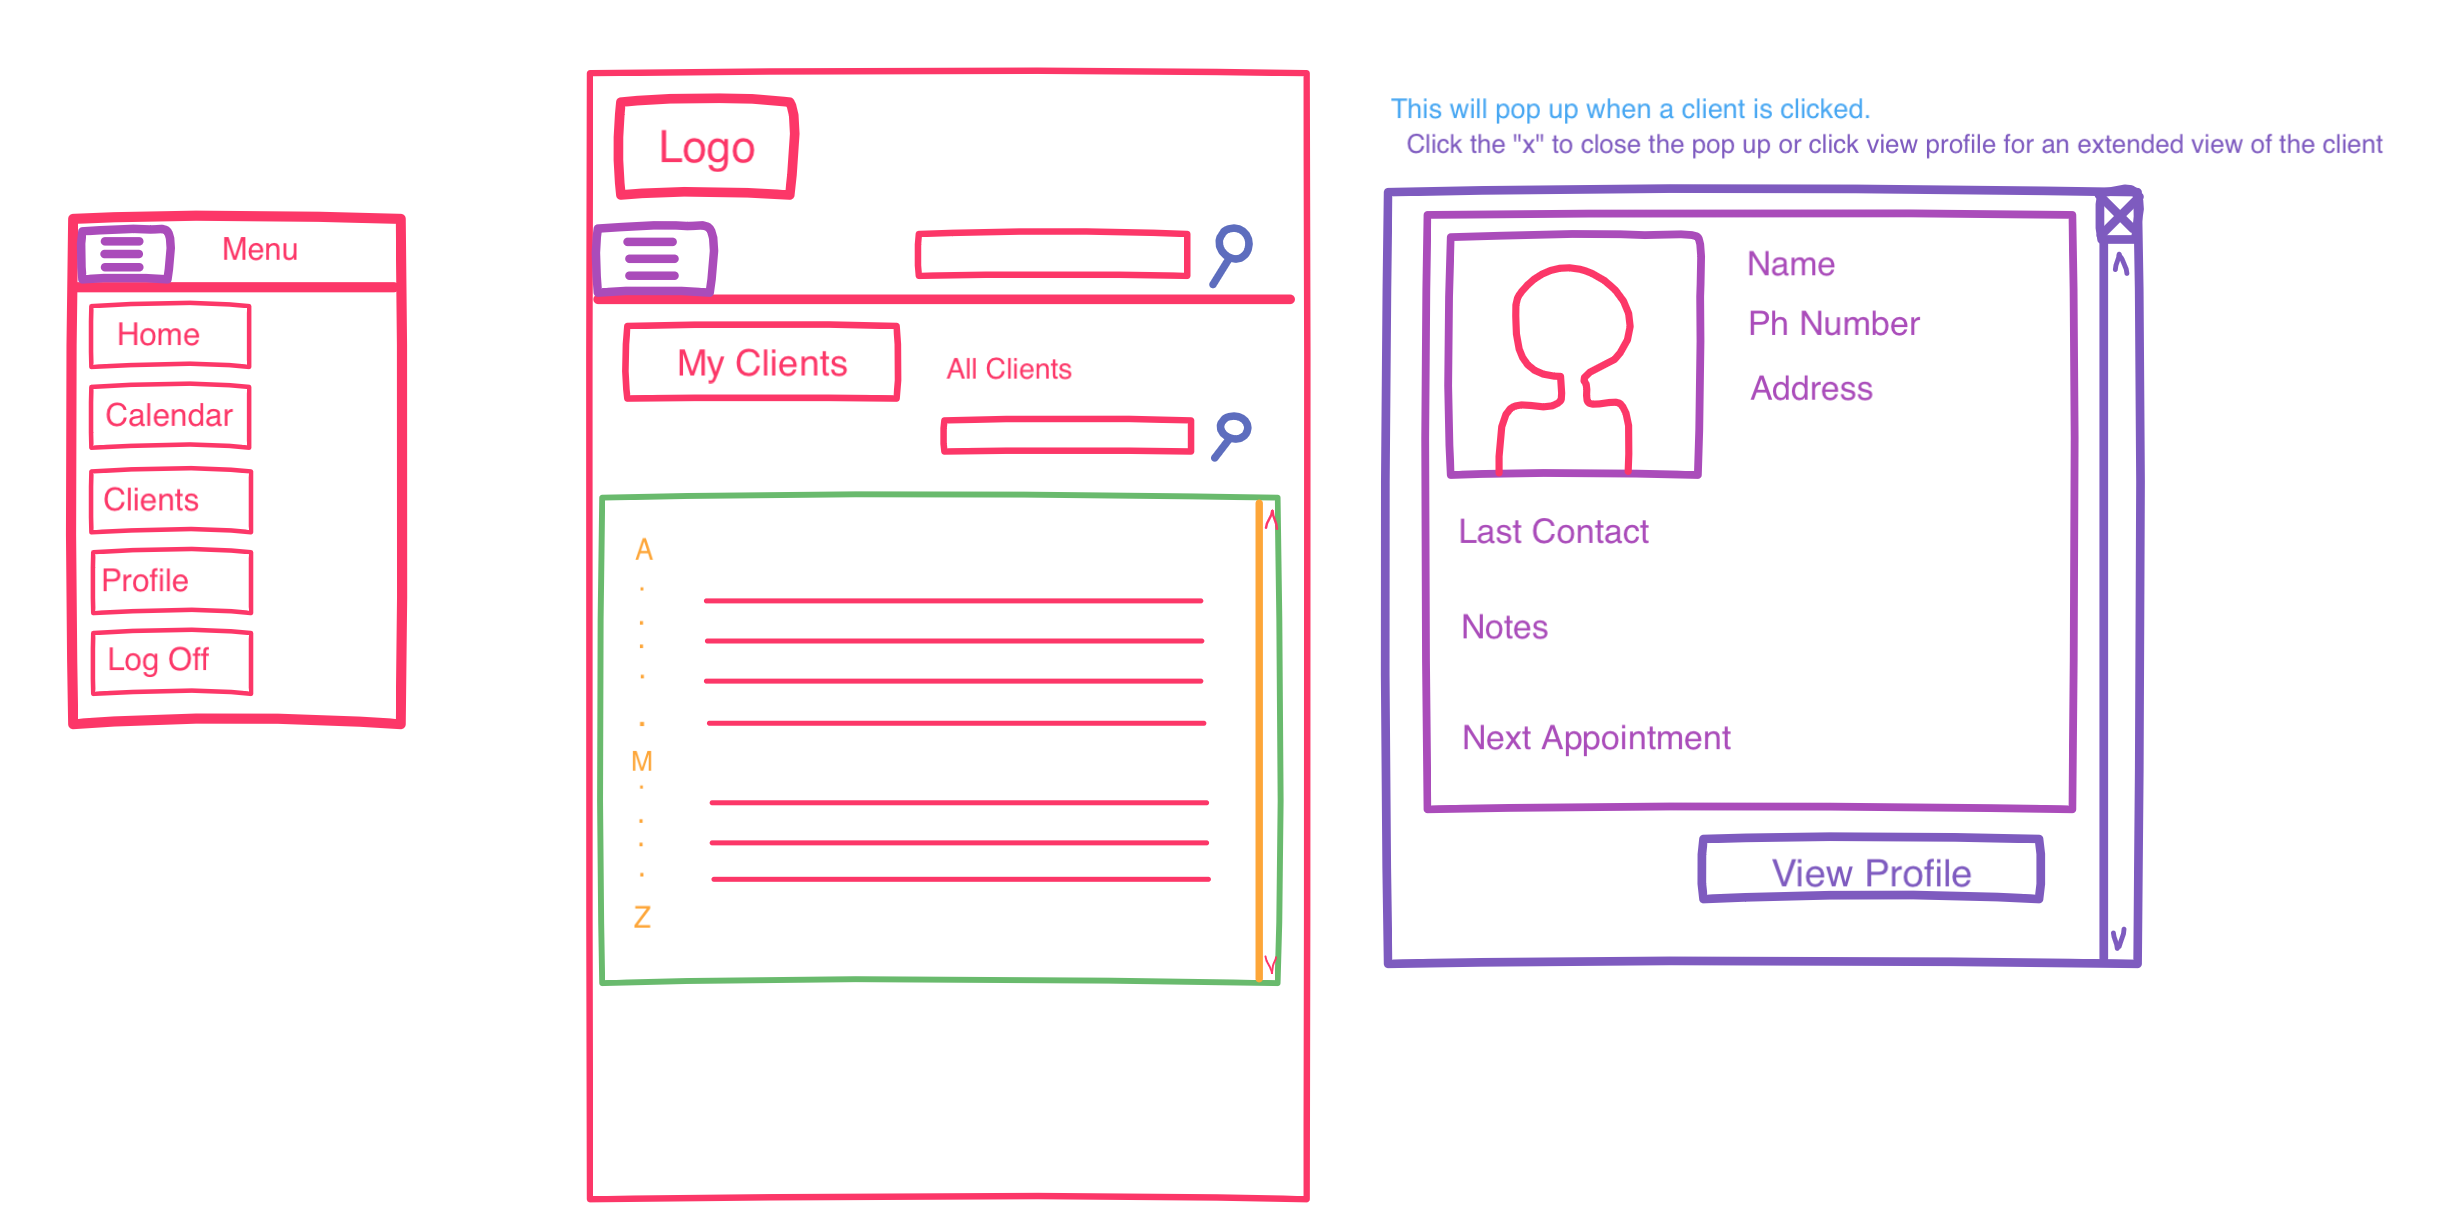 Menu
Home
Calendar
Clients
Profile
Log Off
Logo
My Clients
All Clients
A
.
.
.
.
.
M
.
.
.
.
Z
This will pop up when a client is clicked.
Click the "x" to close the pop up or click view profile for an extended view of the client
Name
Ph Number
Address
Last Contact
Notes
Next Appointment
View Profile